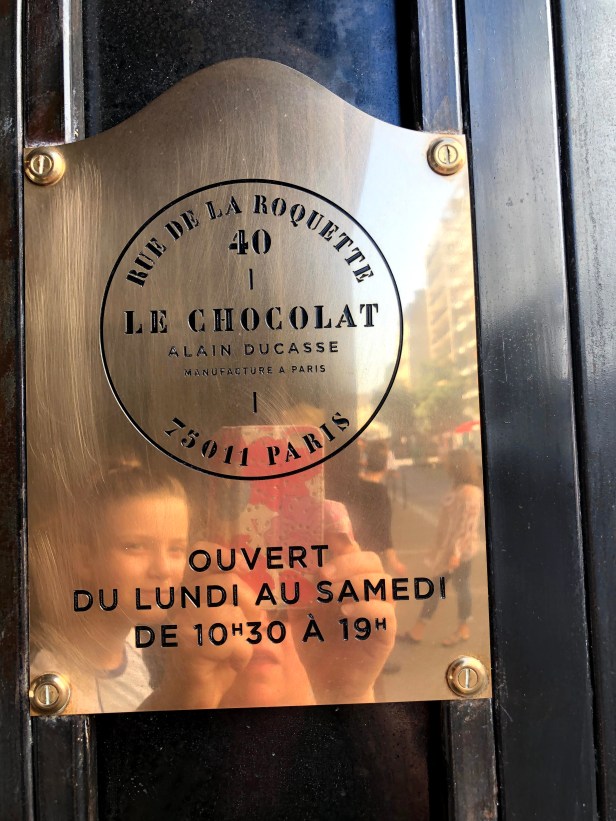 RUE DE LA ROQUETTE
40
LE CHOCOLAT
ALAIN DUCASSE
MANUFACTURE A PARIS
75011 PARIS
OUVERT
DU LUNDI AU SAMEDI
DE 10H30 À 19H